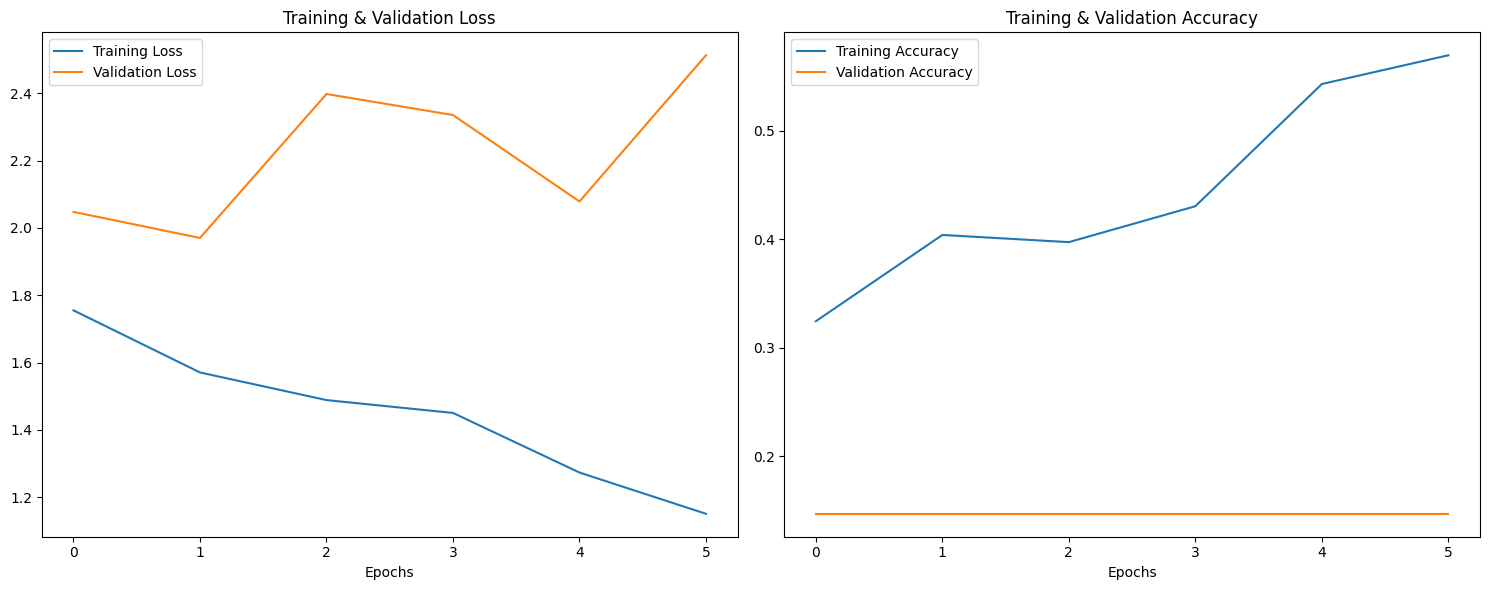 Training & Validation Loss
Training Loss
Validation Loss
2.4
2.2
2.0
1.8
1.6
1.4
1.2
0 1 2 3 4 5
Epochs
Training & Validation Accuracy
Training Accuracy
Validation Accuracy
0.5
0.4
0.3
0.2
0 1 2 3 4 5
Epochs